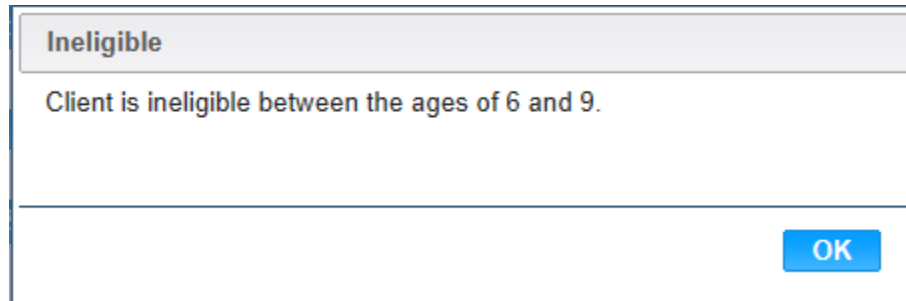 Ineligible
Client is ineligible between the ages of 6 and 9.
OK